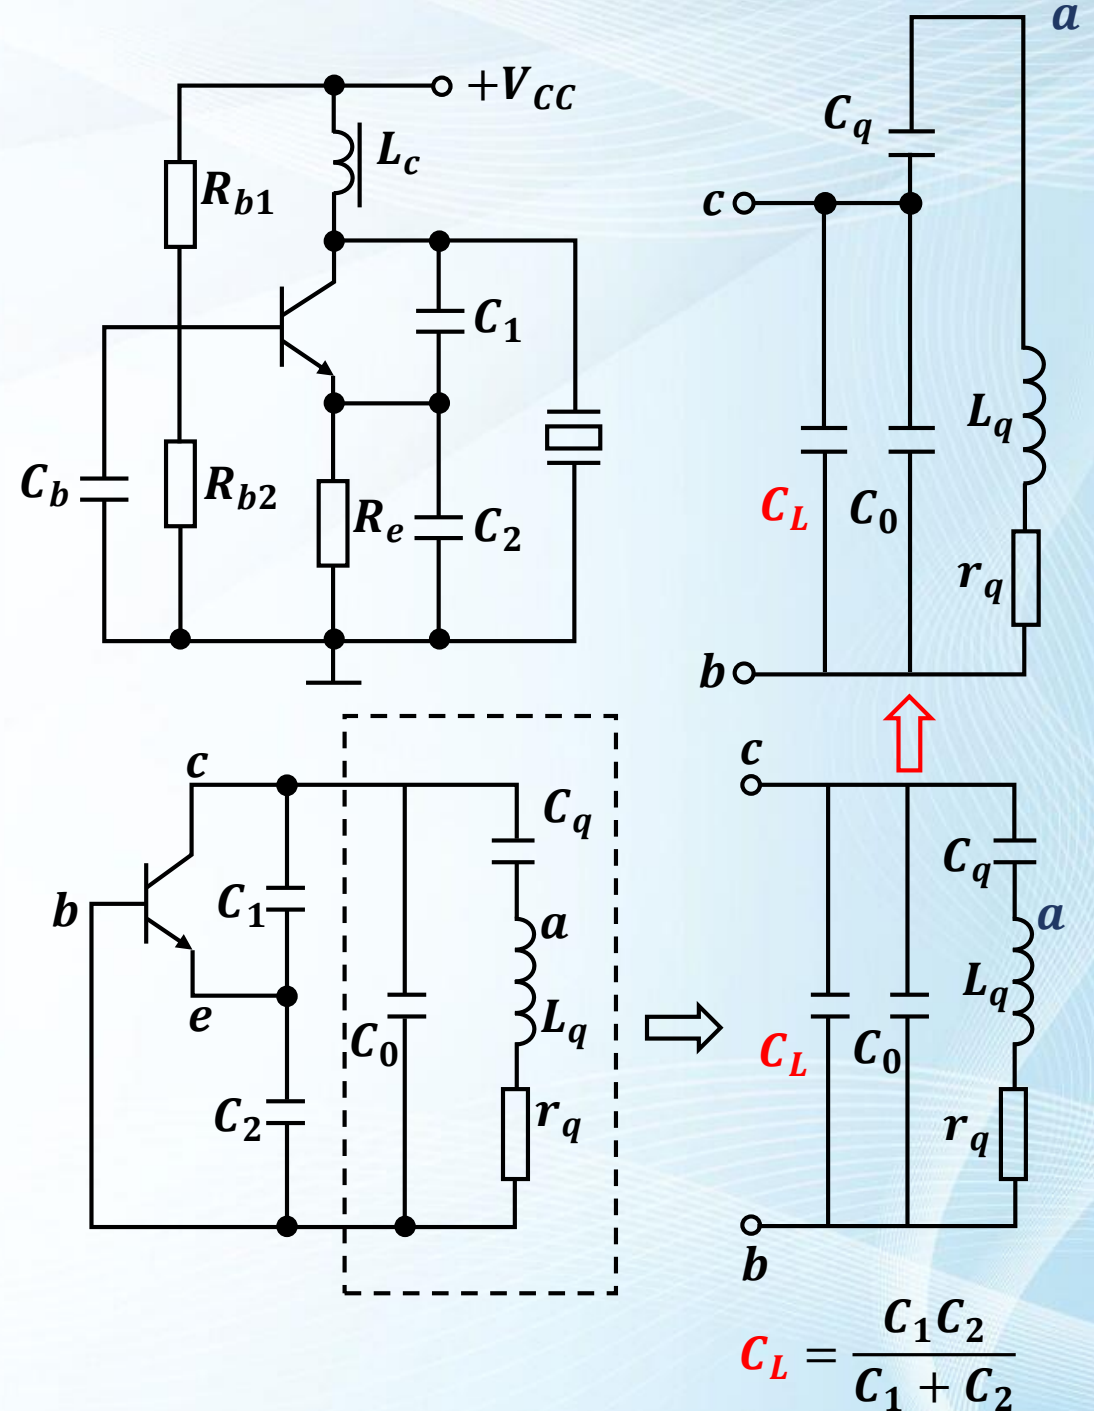 +V_CC
L_c
R_b1
C_1
C_b
R_b2
R_e
C_2
a
C_q
c
L_q
C_L
C_0
r_q
b
c
C_q
b
C_1
a
e
C_0
L_q
C_2
r_q
c
C_q
a
L_q
C_L
C_0
r_q
b
C_L = C_1C_2 / (C_1 + C_2)